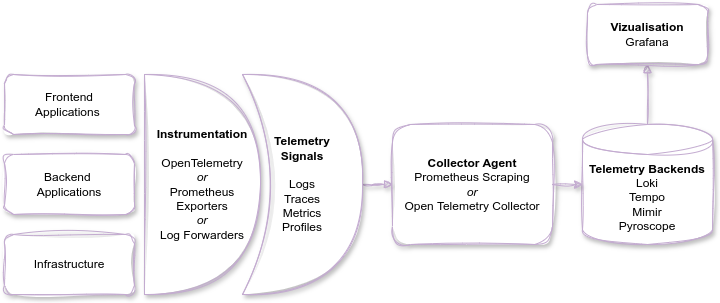 Frontend
Applications
Backend
Applications
Infrastructure
Instrumentation
OpenTelemetry
or
Prometheus
Exporters
or
Log Forwarders
Telemetry
Signals
Logs
Traces
Metrics
Profiles
Collector Agent
Prometheus Scraping
or
Open Telemetry Collector
Vizualisation
Grafana
Telemetry Backends
Loki
Tempo
Mimir
Pyroscope